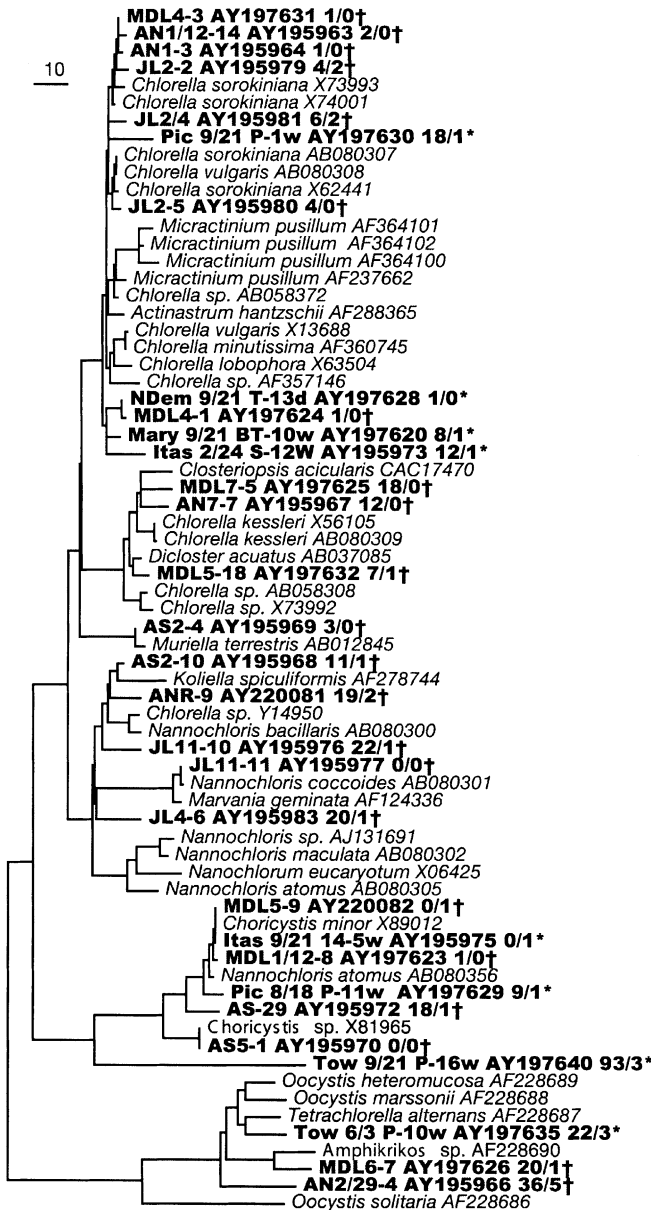 MDL4-3 AY197631 1/0†
AN1/12-14 AY195963 2/0†
AN1-3 AY195964 1/0†
10
JL2-2 AY195979 4/2†
Chlorella sorokiniana X73993
Chlorella sorokiniana X74001
JL2/4 AY195981 6/2†
Pic 9/21 P-1w AY197630 18/1*
Chlorella sorokiniana AB080307
Chlorella vulgaris AB080308
Chlorella sorokiniana X62441
JL2-5 AY195980 4/0†
Micractinium pusillum AF364101
Micractinium pusillum AF364102
Micractinium pusillum AF364100
Micractinium pusillum AF237662
Chlorella sp. AB058372
Actinastrum hantzschii AF288365
Chlorella vulgaris X13688
Chlorella minutissima AF360745
Chlorella lobophora X63504
Chlorella sp. AF357146
NDem 9/21 T-13d AY197628 1/0*
MDL4-1 AY197624 1/0†
Mary 9/21 BT-10w AY197620 8/1*
Itas 2/24 S-12W AY195973 12/1*
Closteriopsis acicularis CAC17470
MDL7-5 AY197625 18/0†
AN7-7 AY195967 12/0†
Chlorella kessleri X56105
Chlorella kessleri AB080309
Dicloster acuatus AB037085
MDL5-18 AY197632 7/1†
Chlorella sp. AB058308
Chlorella sp. X73992
AS2-4 AY195969 3/0†
Muriella terrestris AB012845
AS2-10 AY195968 11/1†
Koliella spiculiformis AF278744
ANR-9 AY220081 19/2†
Chlorella sp. Y14950
Nannochloris bacillaris AB080300
JL11-10 AY195976 22/1†
JL11-11 AY195977 0/0†
Nannochloris coccoides AB080301
Marvania geminata AF124336
JL4-6 AY195983 20/1†
Nannochloris sp. AJ131691
Nannochloris maculata AB080302
Nanochlorum eucaryotum X06425
Nannochloris atomus AB080305
MDL5-9 AY220082 0/1†
Choricystis minor X89012
Itas 9/21 14-5w AY195975 0/1*
MDL1/12-8 AY197623 1/0†
Nannochloris atomus AB080356
Pic 8/18 P-11w AY197629 9/1*
AS-29 AY195972 18/1†
Choricystis sp. X81965
AS5-1 AY195970 0/0†
Tow 9/21 P-16w AY197640 93/3*
Oocystis heteromucosa AF228689
Oocystis marssonii AF228688
Tetrachlorella alternans AF228687
Tow 6/3 P-10w AY197635 22/3*
Amphikrikos sp. AF228690
MDL6-7 AY197626 20/1†
AN2/29-4 AY195966 36/5†
Oocystis solitaria AF228686